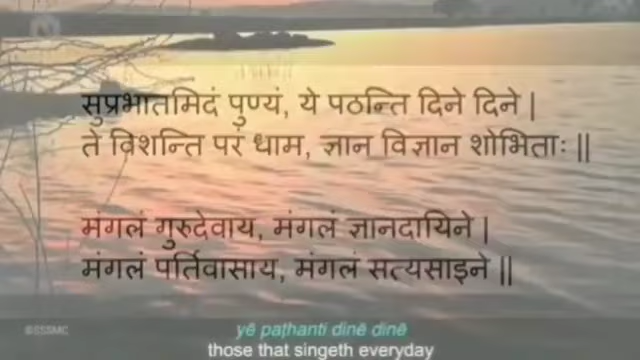 सुप्रभातमिदं पुण्यं, ये पठन्ति दिने दिने |
ते विशन्ति परं धाम, ज्ञान विज्ञान शोभिताः ||
मंगलं गुरुदेवाय, मंगलं ज्ञानदायिने |
मंगलं पर्तिवासाय, मंगलं सत्यसाइने ||
©SSSMC
yē paṭhanti dinē dinē
those that singeth everyday